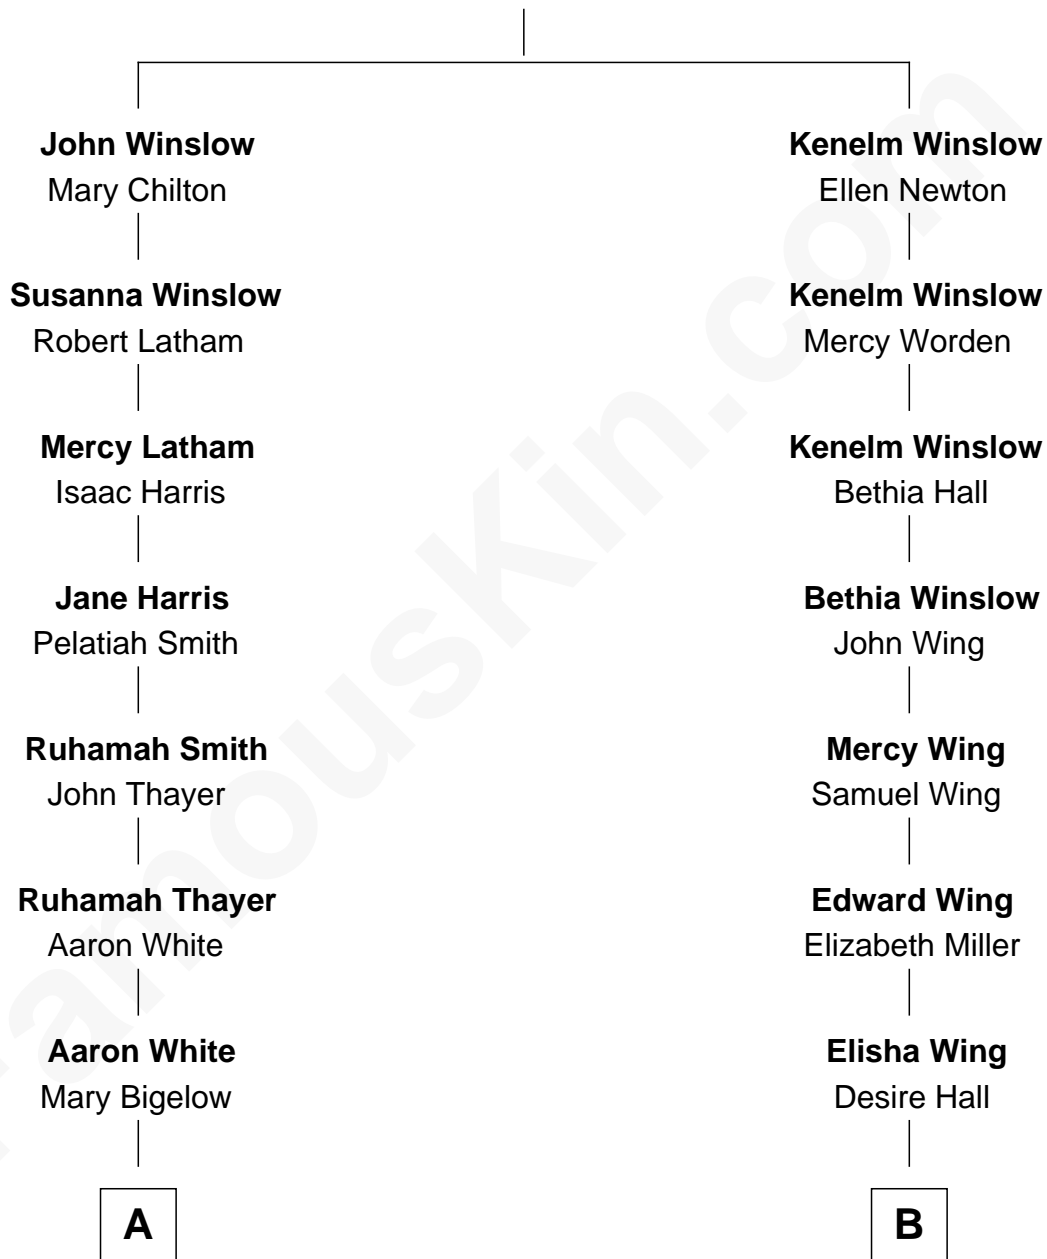 John Winslow
Mary Chilton
Susanna Winslow
Robert Latham
Mercy Latham
Isaac Harris
Jane Harris
Pelatiah Smith
Ruhamah Smith
John Thayer
Ruhamah Thayer
Aaron White
Aaron White
Mary Bigelow
A
Kenelm Winslow
Ellen Newton
Kenelm Winslow
Mercy Worden
Kenelm Winslow
Bethia Hall
Bethia Winslow
John Wing
Mercy Wing
Samuel Wing
Edward Wing
Elizabeth Miller
Elisha Wing
Desire Hall
B
FamousKin.com